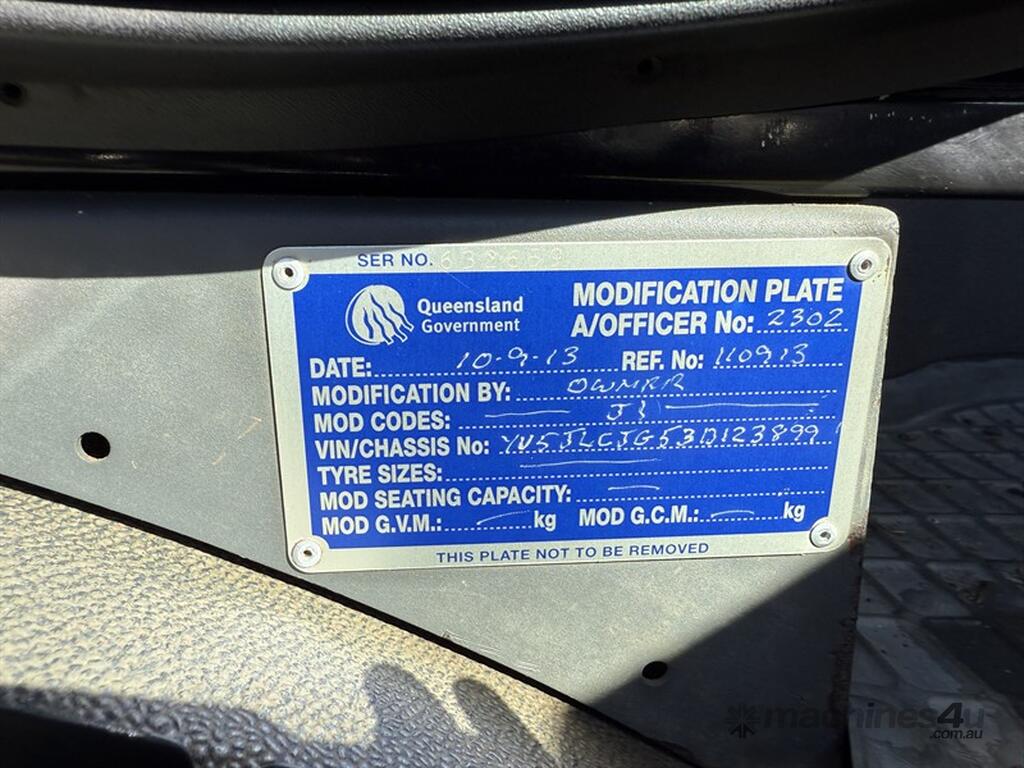 SER NO. 638669
Queensland Government
MODIFICATION PLATE
A/OFFICER No: 2302
DATE: 10-9-13 REF. No: 110913
MODIFICATION BY:
MOD CODES: J1
VIN/CHASSIS No: YV5JLCJG53D123899
TYRE SIZES:
MOD SEATING CAPACITY:
MOD G.V.M.: kg MOD G.C.M.: kg
THIS PLATE NOT TO BE REMOVED
machines4u
.com.au